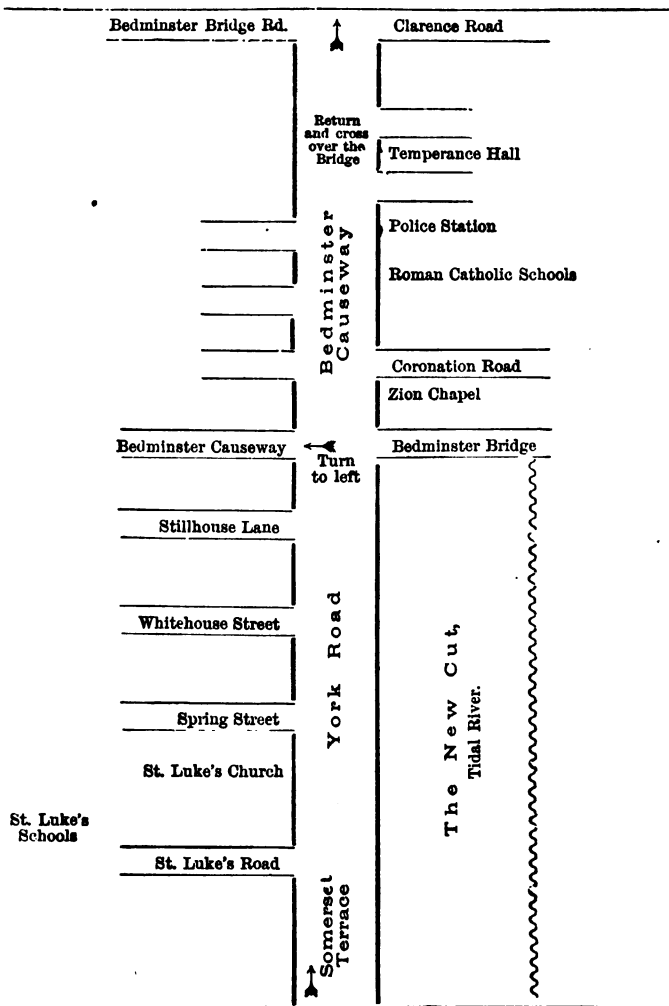 Bedminster Bridge Rd.
Clarence Road
Return
and cross
over the
Bridge
Temperance Hall
Police Station
Roman Catholic Schools
Bedminster
Causeway
Coronation Road
Zion Chapel
Bedminster Causeway
Turn
to left
Bedminster Bridge
Stillhouse Lane
Whitehouse Street
York Road
The New Cut,
Tidal River.
Spring Street
St. Luke's Church
St. Luke's
Schools
St. Luke's Road
Somerset
Terrace